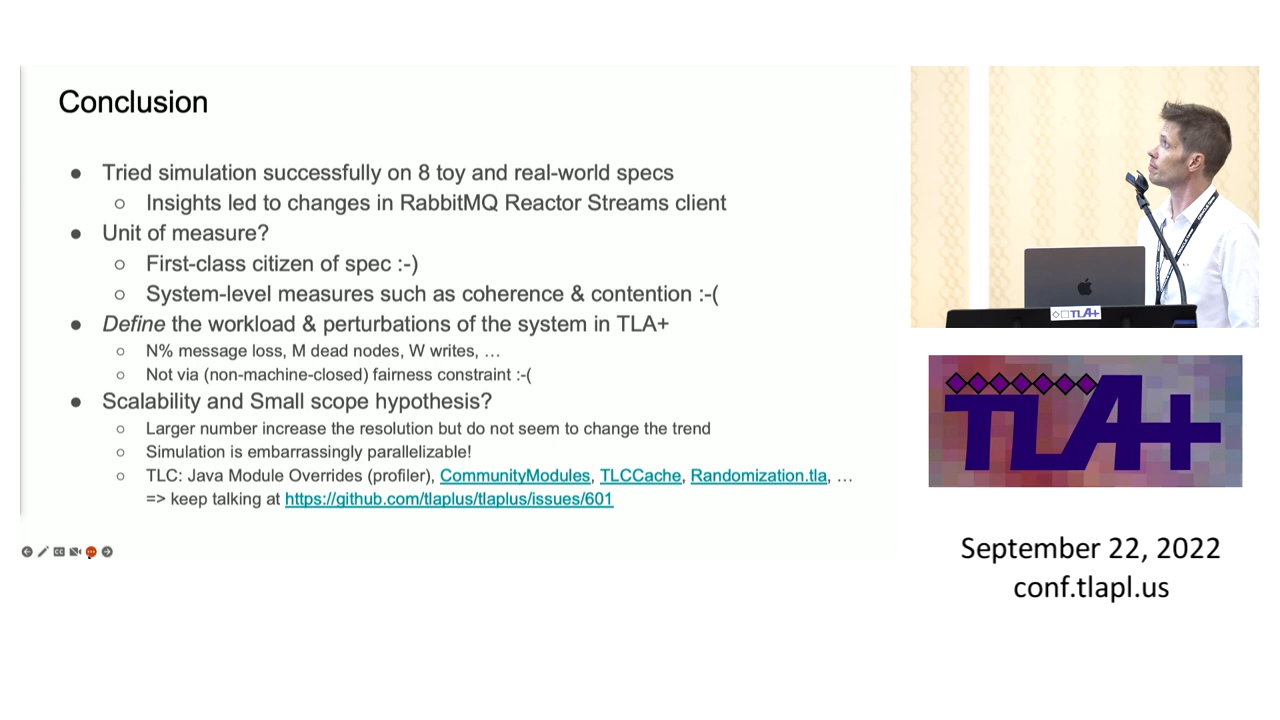 Conclusion
● Tried simulation successfully on 8 toy and real-world specs
○ Insights led to changes in RabbitMQ Reactor Streams client
● Unit of measure?
○ First-class citizen of spec :-)
○ System-level measures such as coherence & contention :-(
● Define the workload & perturbations of the system in TLA+
○ N% message loss, M dead nodes, W writes, …
○ Not via (non-machine-closed) fairness constraint :-(
● Scalability and Small scope hypothesis?
○ Larger number increase the resolution but do not seem to change the trend
○ Simulation is embarrassingly parallelizable!
○ TLC: Java Module Overrides (profiler), CommunityModules, TLCCache, Randomization.tla, …
=> keep talking at https://github.com/tlaplus/tlaplus/issues/601
TLA+
TLA+
September 22, 2022
conf.tlapl.us